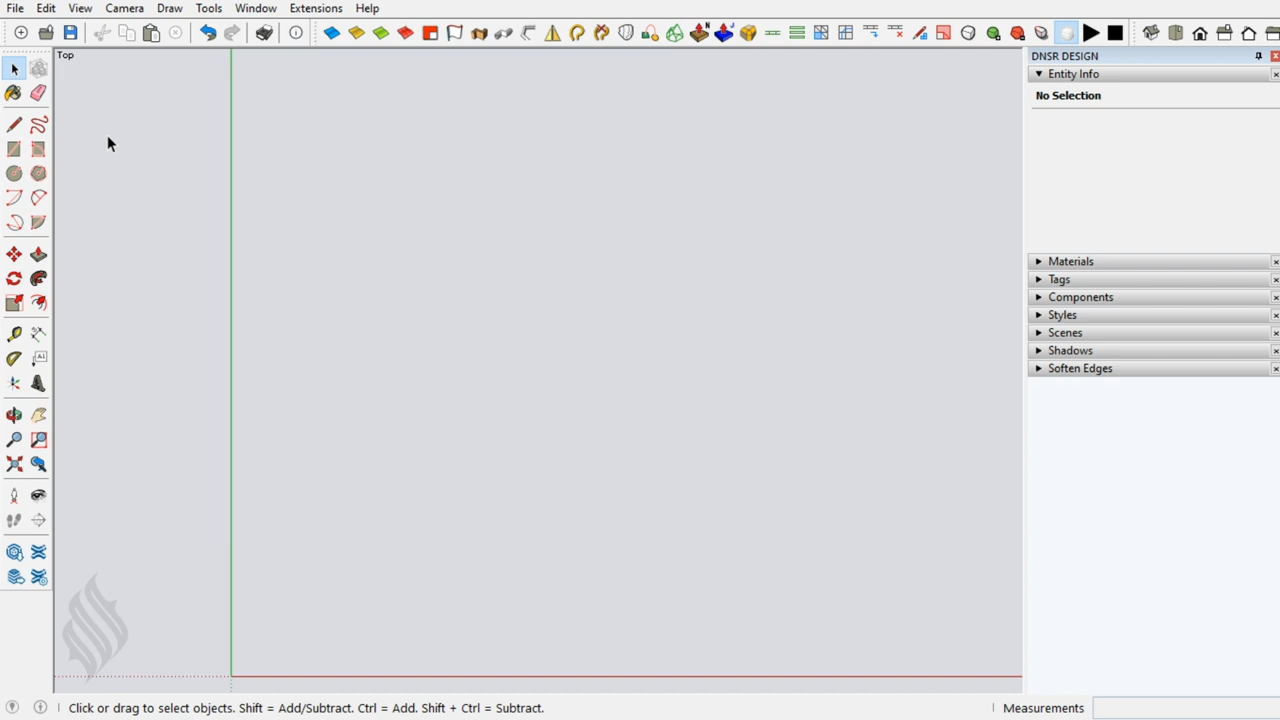 File Edit View Camera Draw Tools Window Extensions Help
Top
DNSR DESIGN
Entity Info
No Selection
Materials
Tags
Components
Styles
Scenes
Shadows
Soften Edges
Click or drag to select objects. Shift = Add/Subtract. Ctrl = Add. Shift + Ctrl = Subtract.
Measurements